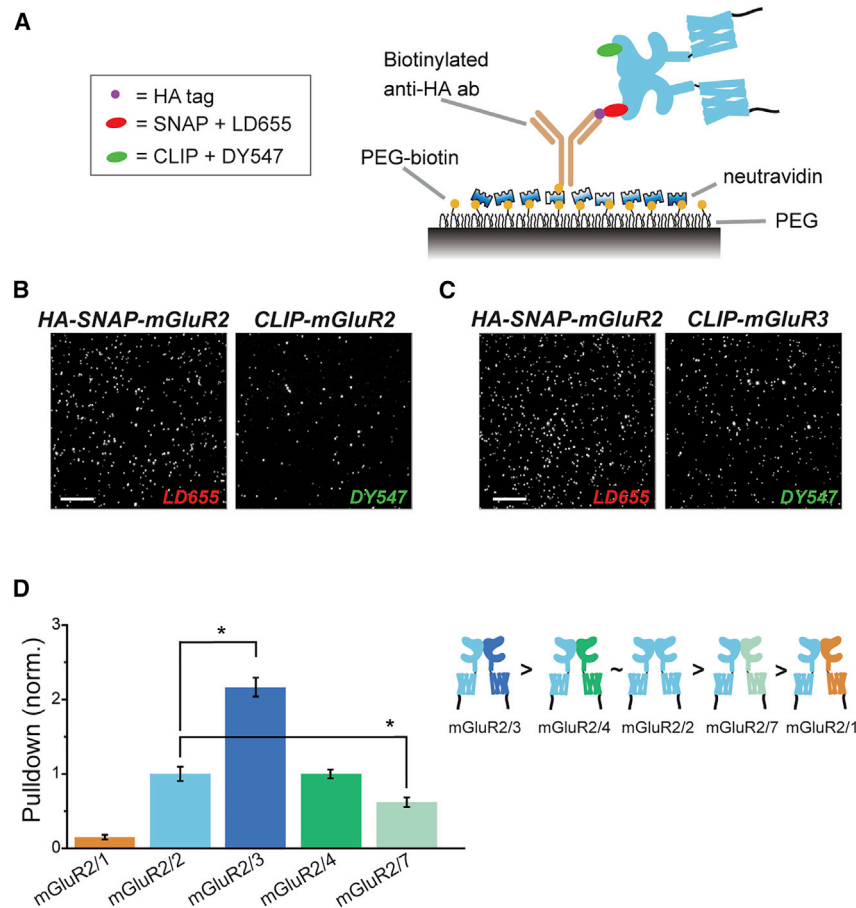 A
= HA tag
= SNAP + LD655
= CLIP + DY547
Biotinylated
anti-HA ab
PEG-biotin
neutravidin
PEG
B
HA-SNAP-mGluR2
CLIP-mGluR2
LD655
DY547
C
HA-SNAP-mGluR2
CLIP-mGluR3
LD655
DY547
D
Pulldown (norm.)
3
2
1
0
*
*
mGluR2/1
mGluR2/2
mGluR2/3
mGluR2/4
mGluR2/7
> ~ > >
mGluR2/3 mGluR2/4 mGluR2/2 mGluR2/7 mGluR2/1